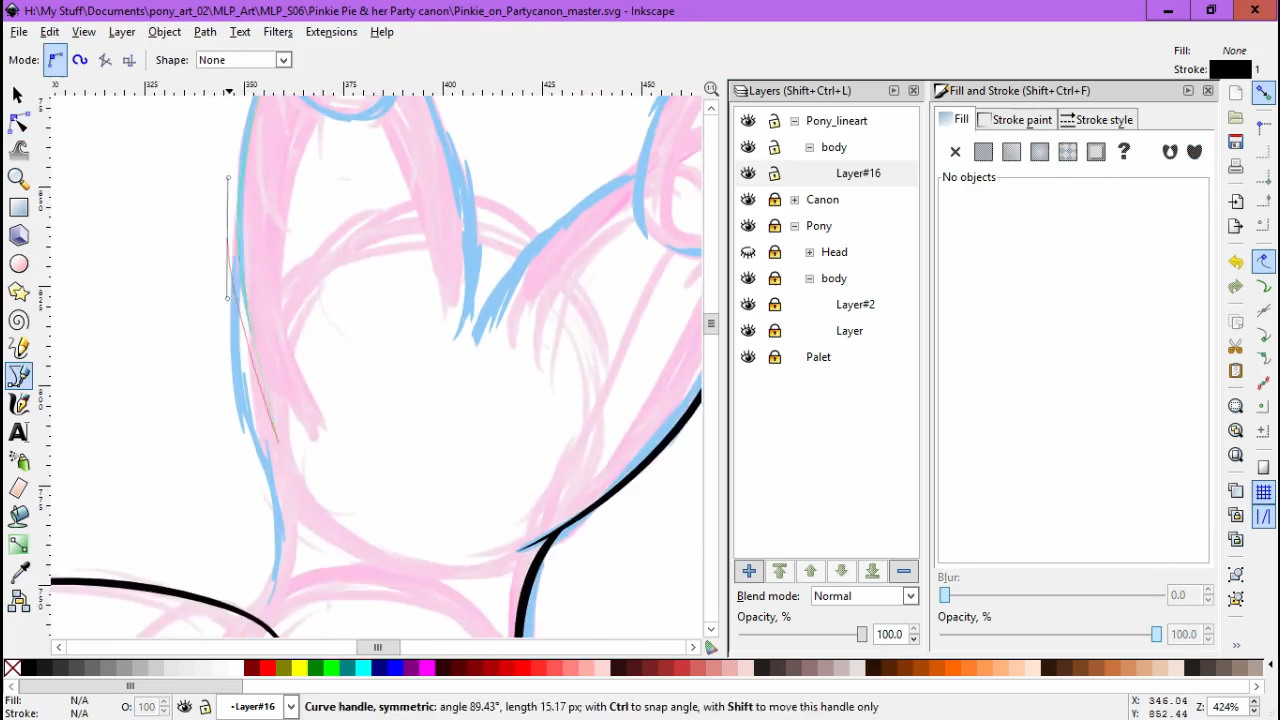 H:\My Stuff\Documents\pony_art_02\MLP_Art\MLP_S06\Pinkie Pie & her Party canon\Pinkie_on_Partycanon_master.svg - Inkscape
File Edit View Layer Object Path Text Filters Extensions Help
Mode: Shape: None
Fill: None
Stroke: 1
325 350 375 400 425 450
Layers (Shift+Ctrl+L)
Fill and Stroke (Shift+Ctrl+F)
Pony_lineart
body
Layer#16
Canon
Pony
Head
body
Layer#2
Layer
Palet
Fill Stroke paint Stroke style
?
No objects
Blend mode: Normal
Opacity, % 100.0
Blur: 0.0
Opacity, % 100.0
Fill: N/A
Stroke: N/A
O: 100
•Layer#16
Curve handle, symmetric: angle 89.43°, length 15.17 px; with Ctrl to snap angle, with Shift to move this handle only
X: 346.04
Y: 852.44
Z: 424%